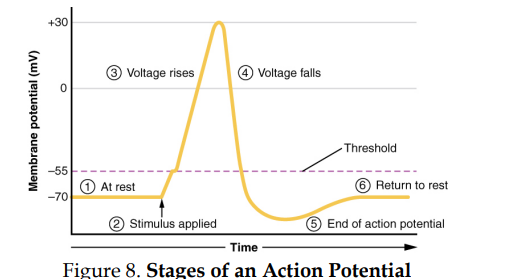 +30
Membrane potential (mV)
③ Voltage rises
④ Voltage falls
0
Threshold
−55
① At rest
⑥ Return to rest
−70
② Stimulus applied
⑤ End of action potential
Time
Figure 8. Stages of an Action Potential